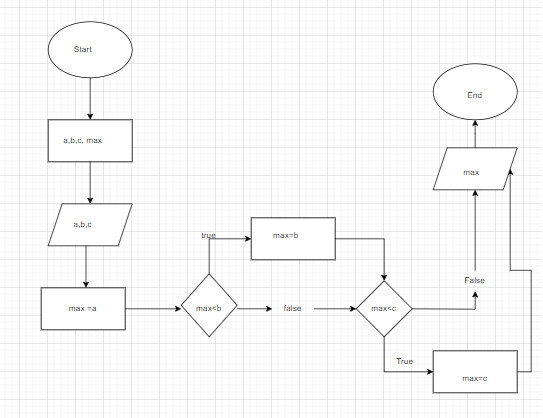 Start
a,b,c, max
a,b,c
max =a
max<b
true
max=b
false
max<c
True
max=c
False
max
End